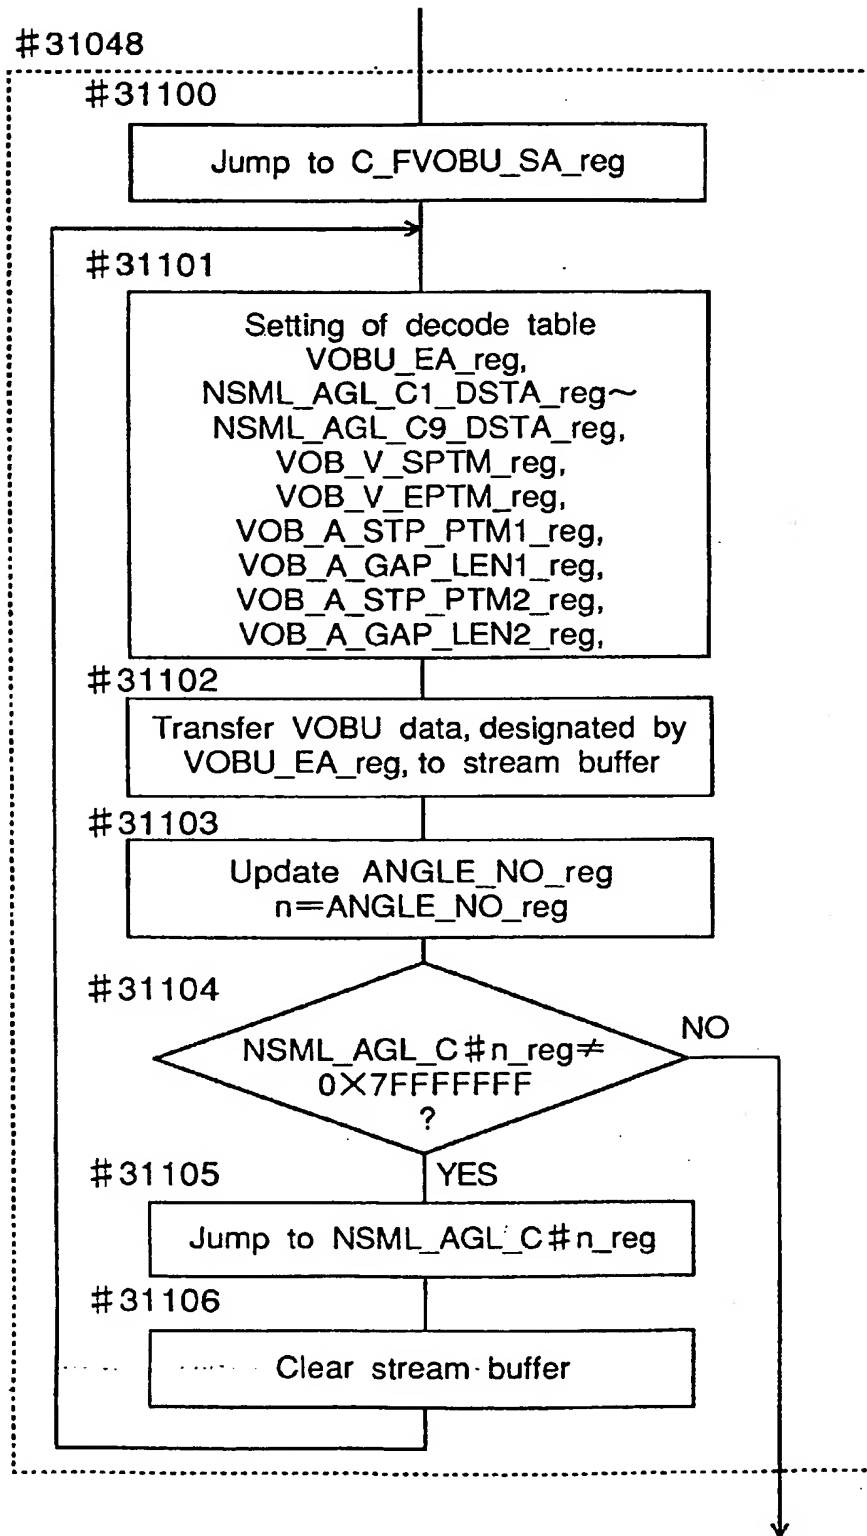 #31048
#31100
Jump to C_FVOBU_SA_reg
#31101
Setting of decode table
VOBU_EA_reg,
NSML_AGL_C1_DSTA_reg~
NSML_AGL_C9_DSTA_reg,
VOB_V_SPTM_reg,
VOB_V_EPTM_reg,
VOB_A_STP_PTM1_reg,
VOB_A_GAP_LEN1_reg,
VOB_A_STP_PTM2_reg,
VOB_A_GAP_LEN2_reg,
#31102
Transfer VOBU data, designated by
VOBU_EA_reg, to stream buffer
#31103
Update ANGLE_NO_reg
n=ANGLE_NO_reg
#31104
NO
NSML_AGL_C#n_reg≠
0×7FFFFFFF
?
#31105
YES
Jump to NSML_AGL_C#n_reg
#31106
Clear stream buffer